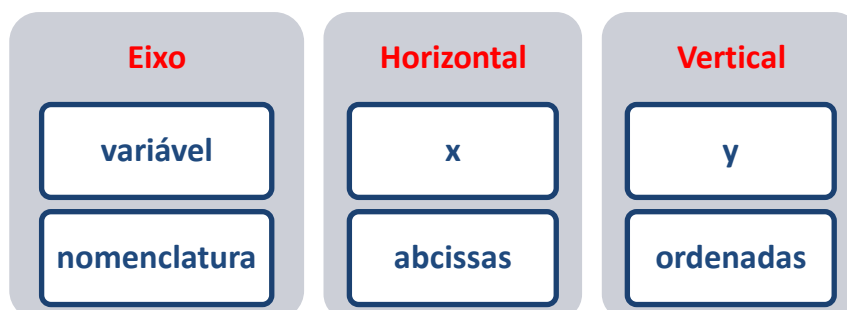 Eixo
Horizontal
Vertical
variável
x
y
nomenclatura
abcissas
ordenadas